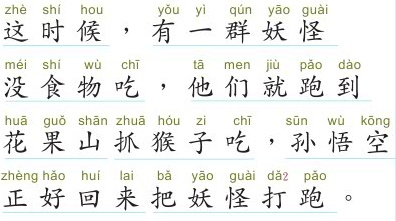 zhè shí hou yǒu yì qún yāo guài
这时候，有一群妖怪
méi shí wù chī tā men jiù pǎo dào
没食物吃，他们就跑到
huā guǒ shān zhuā hóu zi chī sūn wù kōng
花果山抓猴子吃，孙悟空
zhèng hǎo huí lai bǎ yāo guài dǎ2 pǎo
正好回来把妖怪打跑。